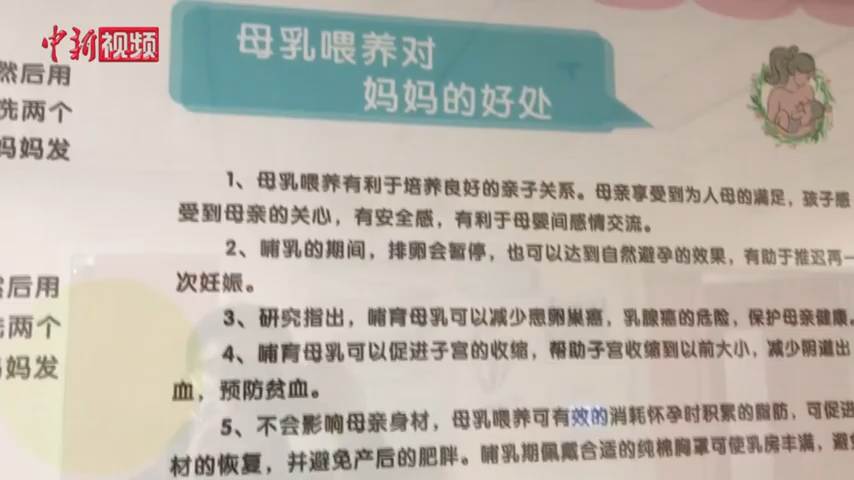 中新视频
母乳喂养对
妈妈的好处
然后用
洗两个
妈妈发
1、母乳喂养有利于培养良好的亲子关系。母亲享受到为人母的满足，孩子感
受到母亲的关心，有安全感，有利于母婴间感情交流。
2、哺乳的期间，排卵会暂停，也可以达到自然避孕的效果，有助于推迟再一
次妊娠。
3、研究指出，哺育母乳可以减少患卵巢癌，乳腺癌的危险，保护母亲健康。
4、哺育母乳可以促进子宫的收缩，帮助子宫收缩到以前大小，减少阴道出
血，预防贫血。
5、不会影响母亲身材，母乳喂养可有效的消耗怀孕时积累的脂肪，可促进
材的恢复，并避免产后的肥胖。哺乳期佩戴合适的纯棉胸罩可使乳房丰满，避
然后用
洗两个
妈妈发